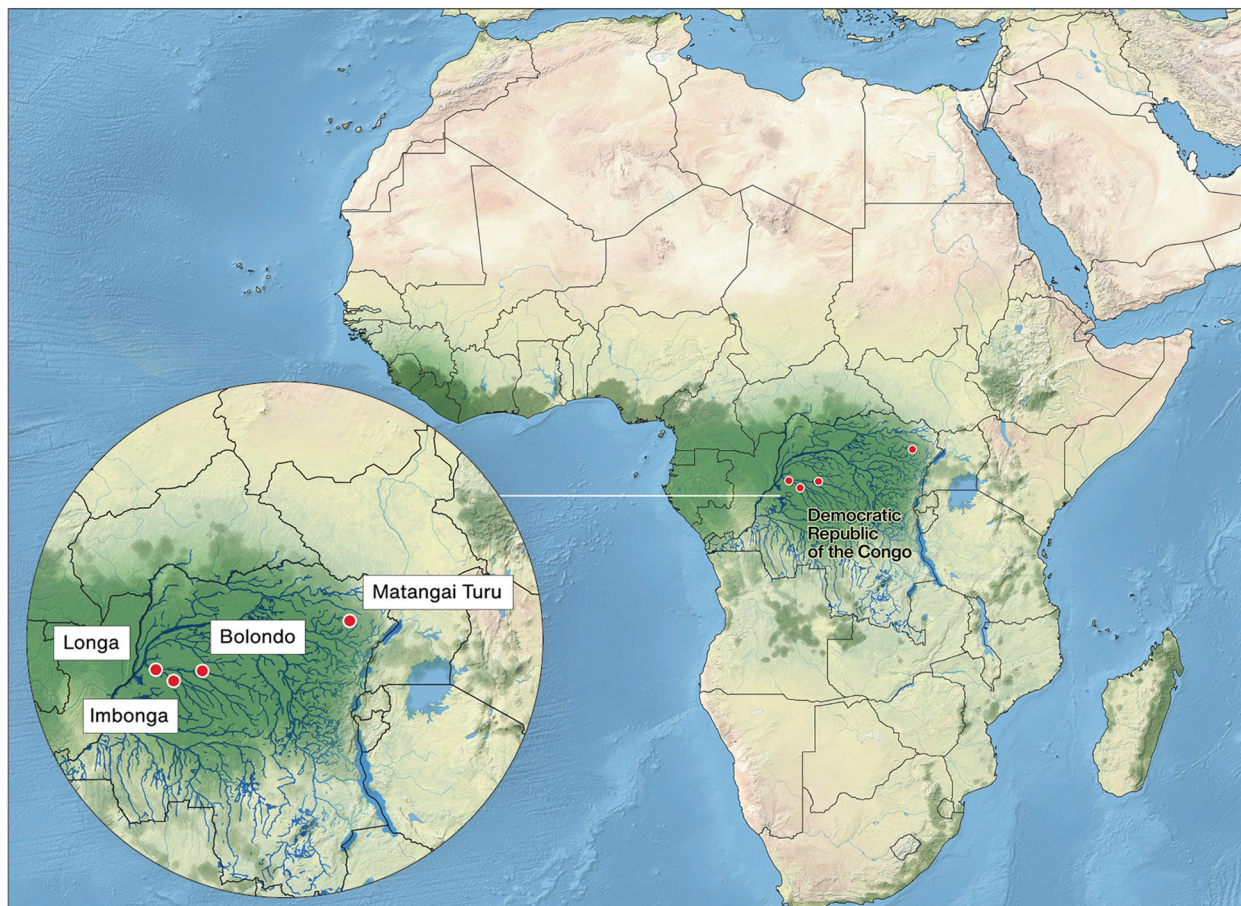 Democratic
Republic
of the Congo
Matangai Turu
Longa
Bolondo
Imbonga